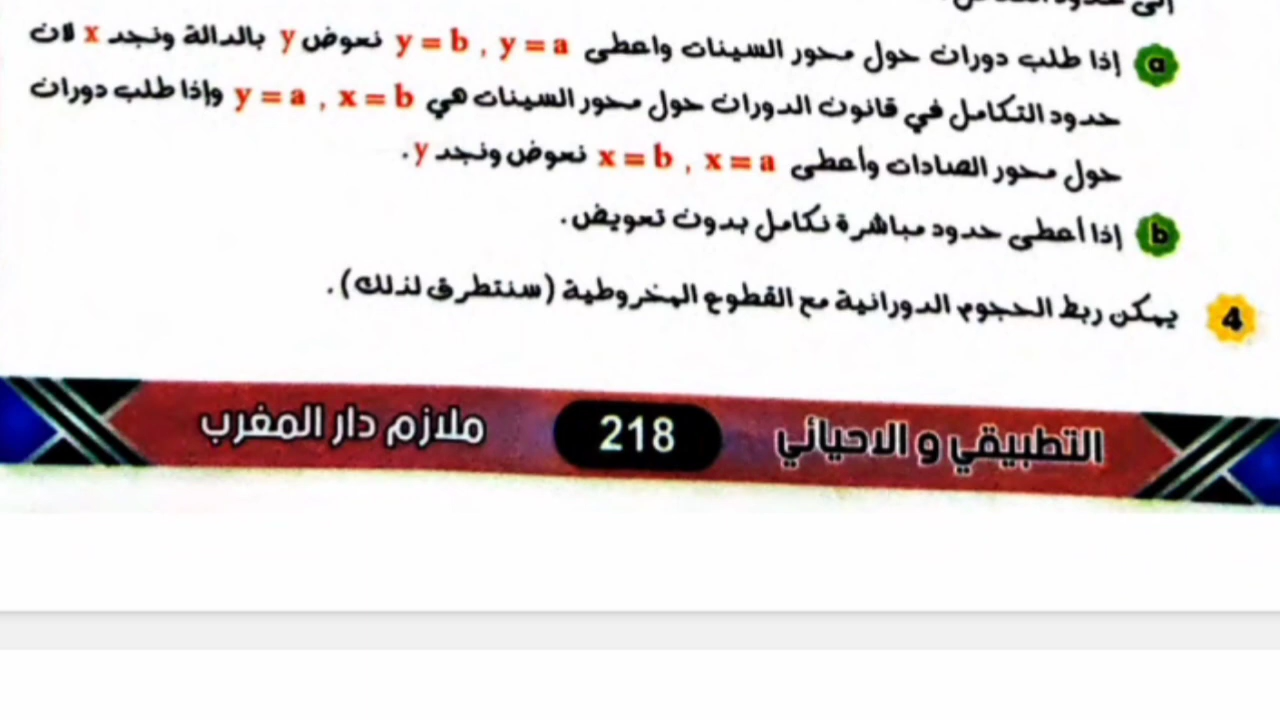 a إذا طلب دوران حول محور السينات واعطى y = b , y = a نعوض y بالدالة ونجد x لان
حدود التكامل في قانون الدوران حول محور السينات هي y = a , x = b وإذا طلب دوران
حول محور الصادات وأعطى x = b , x = a نعوض ونجد y.
b إذا أعطى حدود مباشرة نكامل بدون تعويض.
4 يمكن ربط الحجوم الدورانية مع القطوع المخروطية (سنتطرق لذلك).
التطبيقي و الاحيائي 218 ملازم دار المغرب